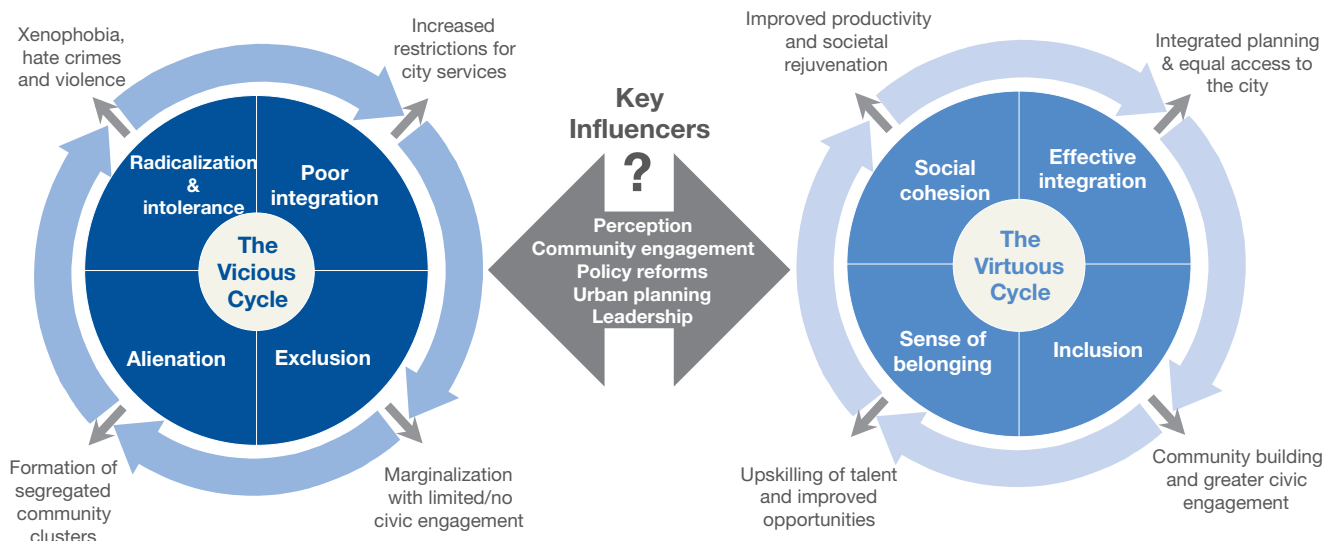 Xenophobia,
hate crimes
and violence
Increased
restrictions for
city services
Radicalization
&
intolerance
Poor
integration
The
Vicious
Cycle
Alienation
Exclusion
Formation of
segregated
community
clusters
Marginalization
with limited/no
civic engagement
Key
Influencers
?
Perception
Community engagement
Policy reforms
Urban planning
Leadership
Improved productivity
and societal
rejuvenation
Integrated planning
& equal access to
the city
Social
cohesion
Effective
integration
The
Virtuous
Cycle
Sense of
belonging
Inclusion
Upskilling of talent
and improved
opportunities
Community building
and greater civic
engagement